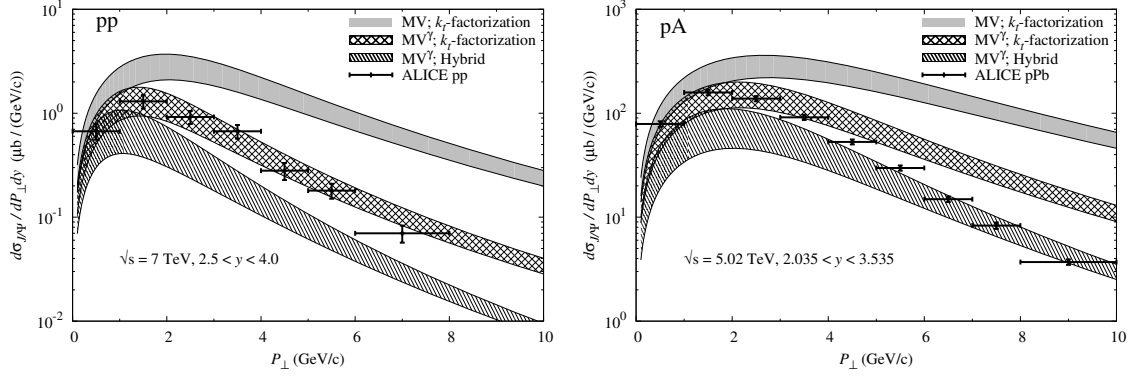 pp
MV; k_t-factorization
MV^γ; k_t-factorization
MV^γ; Hybrid
ALICE pp
dσ_J/Ψ / dP_⊥dy (μb / (GeV/c))
10^1
10^0
10^-1
10^-2
√s = 7 TeV, 2.5 < y < 4.0
0 2 4 6 8 10
P_⊥ (GeV/c)
pA
MV; k_t-factorization
MV^γ; k_t-factorization
MV^γ; Hybrid
ALICE pPb
dσ_J/Ψ / dP_⊥dy (μb / (GeV/c))
10^3
10^2
10^1
10^0
√s = 5.02 TeV, 2.035 < y < 3.535
0 2 4 6 8 10
P_⊥ (GeV/c)